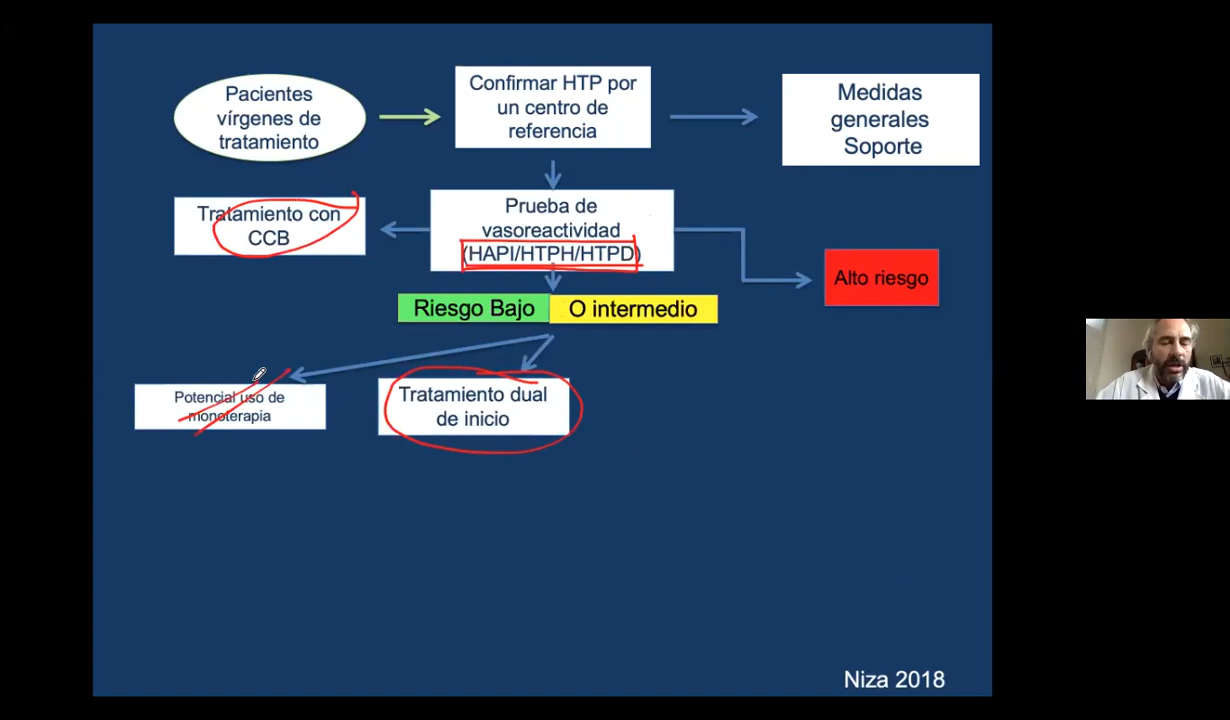 Pacientes
vírgenes de
tratamiento
Confirmar HTP por
un centro de
referencia
Medidas
generales
Soporte
Tratamiento con
CCB
Prueba de
vasoreactividad
(HAPI/HTPH/HTPD)
Alto riesgo
Riesgo Bajo
O intermedio
Potencial uso de
monoterapia
Tratamiento dual
de inicio
Niza 2018